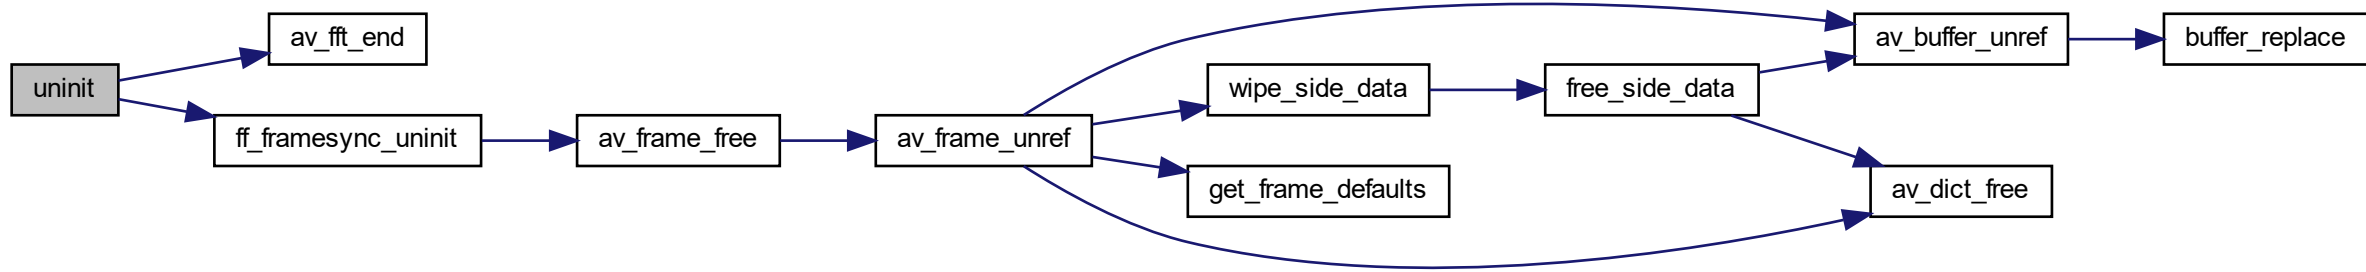 uninit
av_fft_end
ff_framesync_uninit
av_frame_free
av_frame_unref
wipe_side_data
get_frame_defaults
free_side_data
av_buffer_unref
av_dict_free
buffer_replace